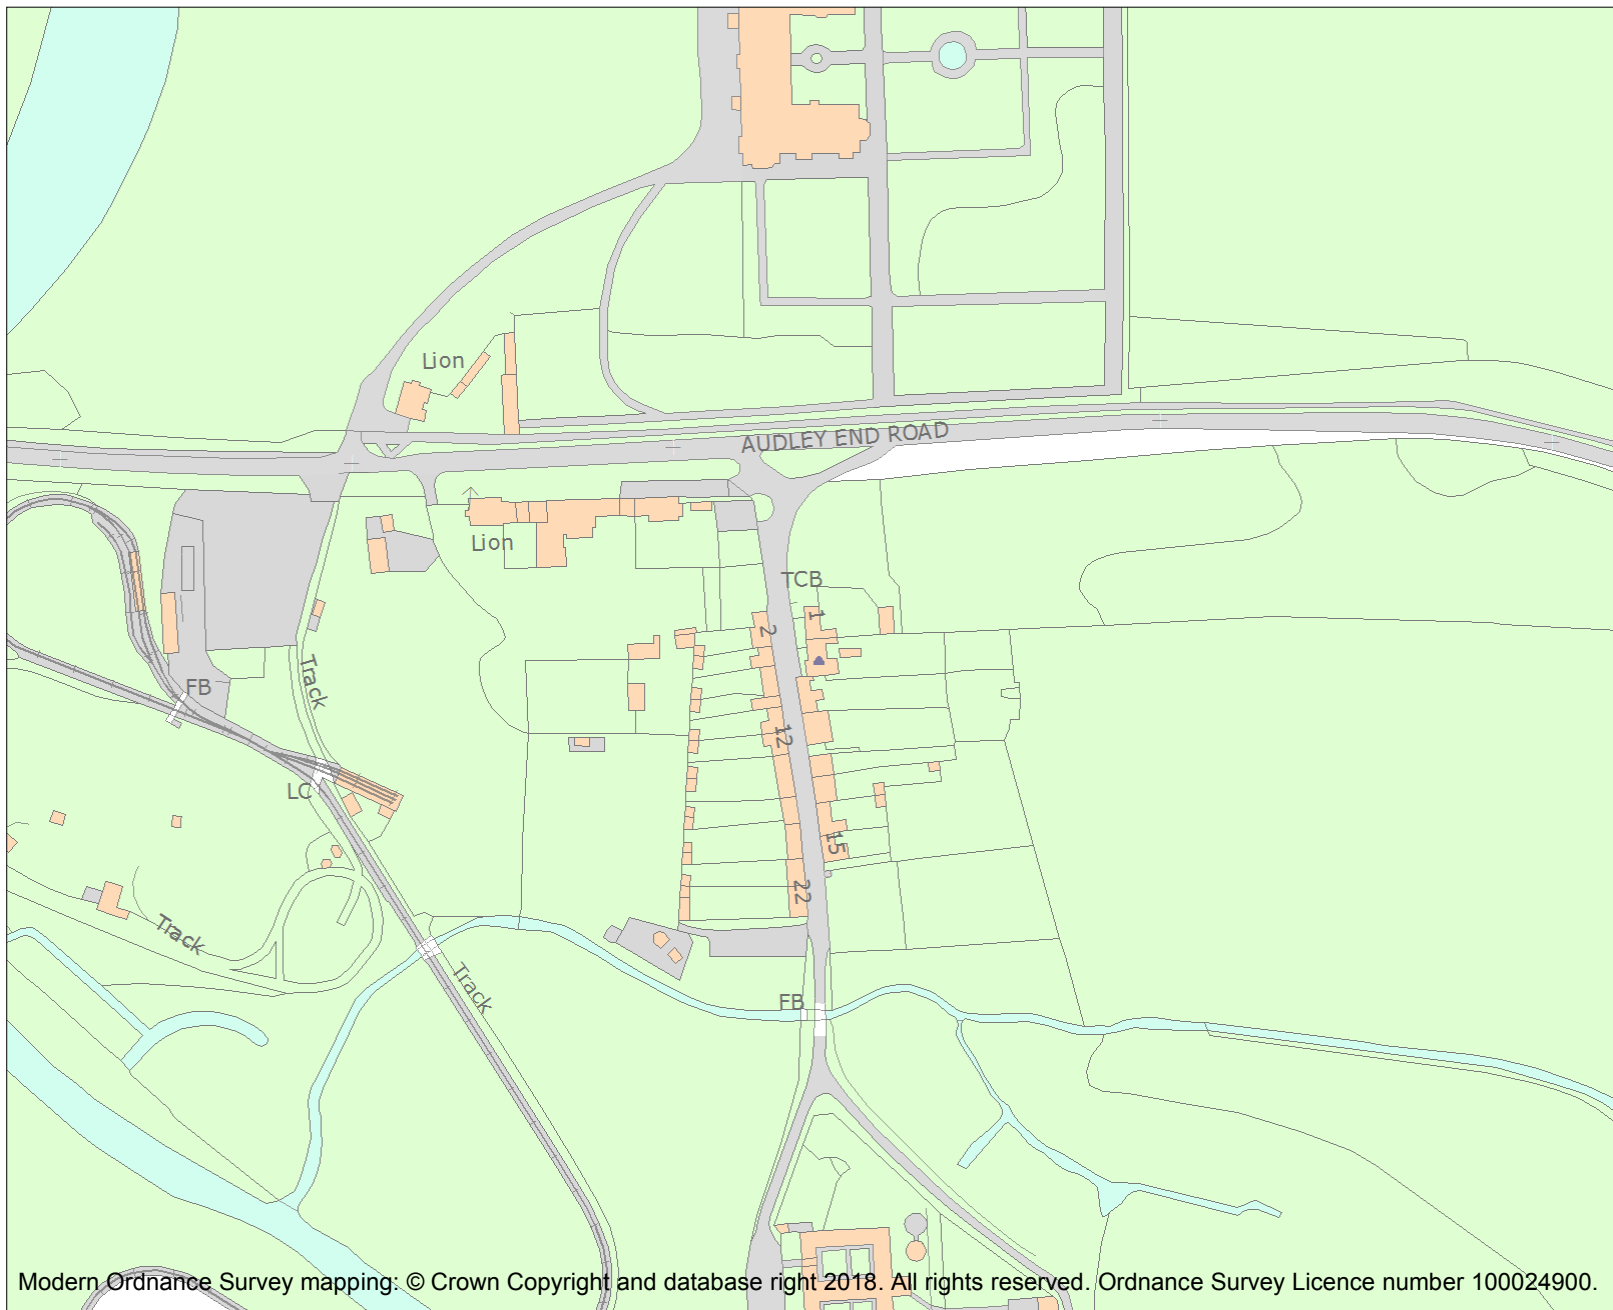 Lion
AUDLEY END ROAD
Lion
TCB
1
2
Track
FB
12
LC
15
22
Track
Track
FB
Modern Ordnance Survey mapping: © Crown Copyright and database right 2018. All rights reserved. Ordnance Survey Licence number 100024900.